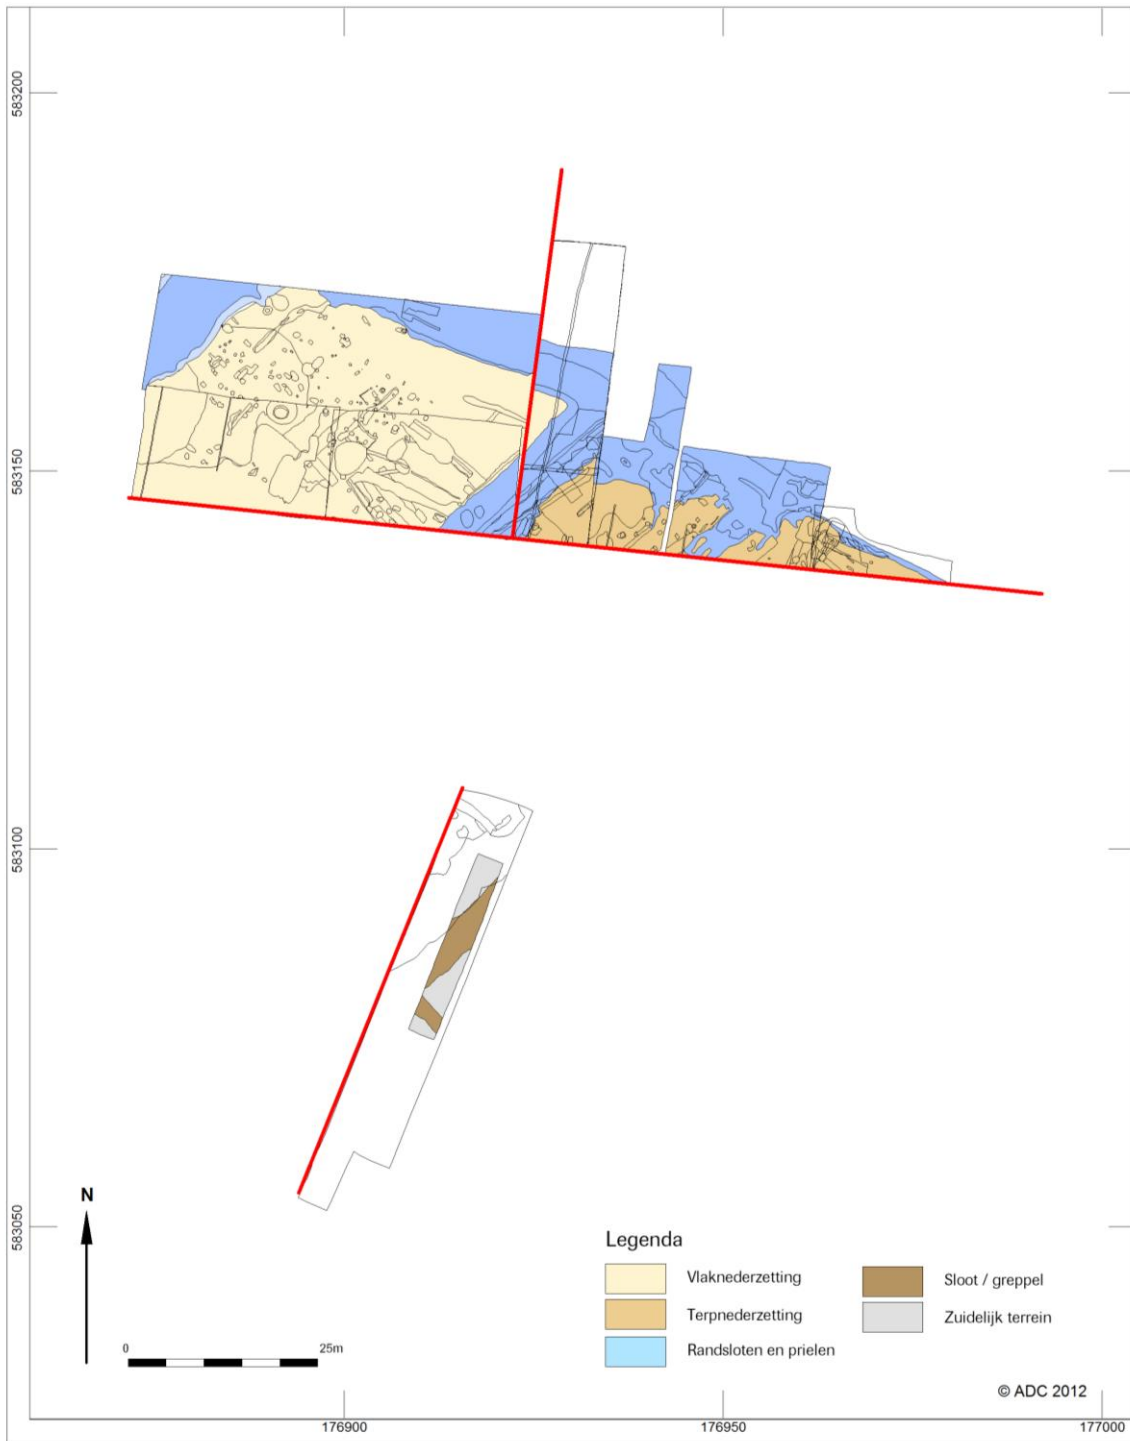 583200
583150
583100
583050
N
0 25m
Legenda
Vlaknederzetting
Terpnederzetting
Randsloten en prielen
Sloot / greppel
Zuidelijk terrein
© ADC 2012
176900 176950 177000